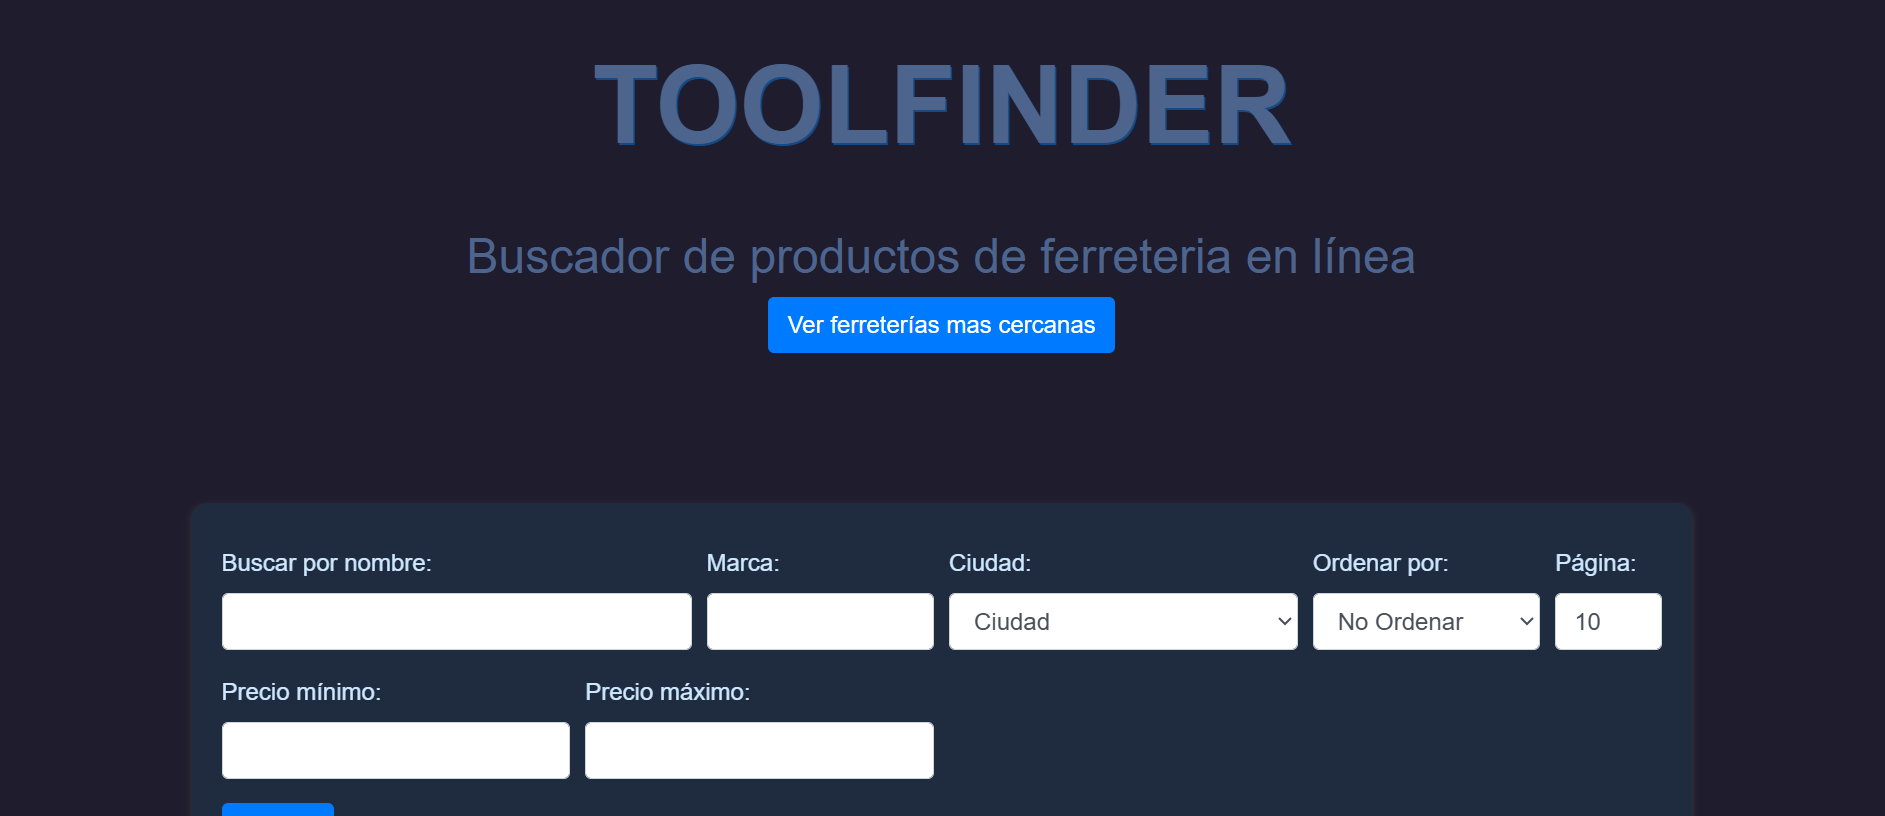 TOOLFINDER
Buscador de productos de ferreteria en línea
Ver ferreterías mas cercanas
Buscar por nombre: Marca: Ciudad: Ordenar por: Página:
Ciudad No Ordenar 10
Precio mínimo: Precio máximo: